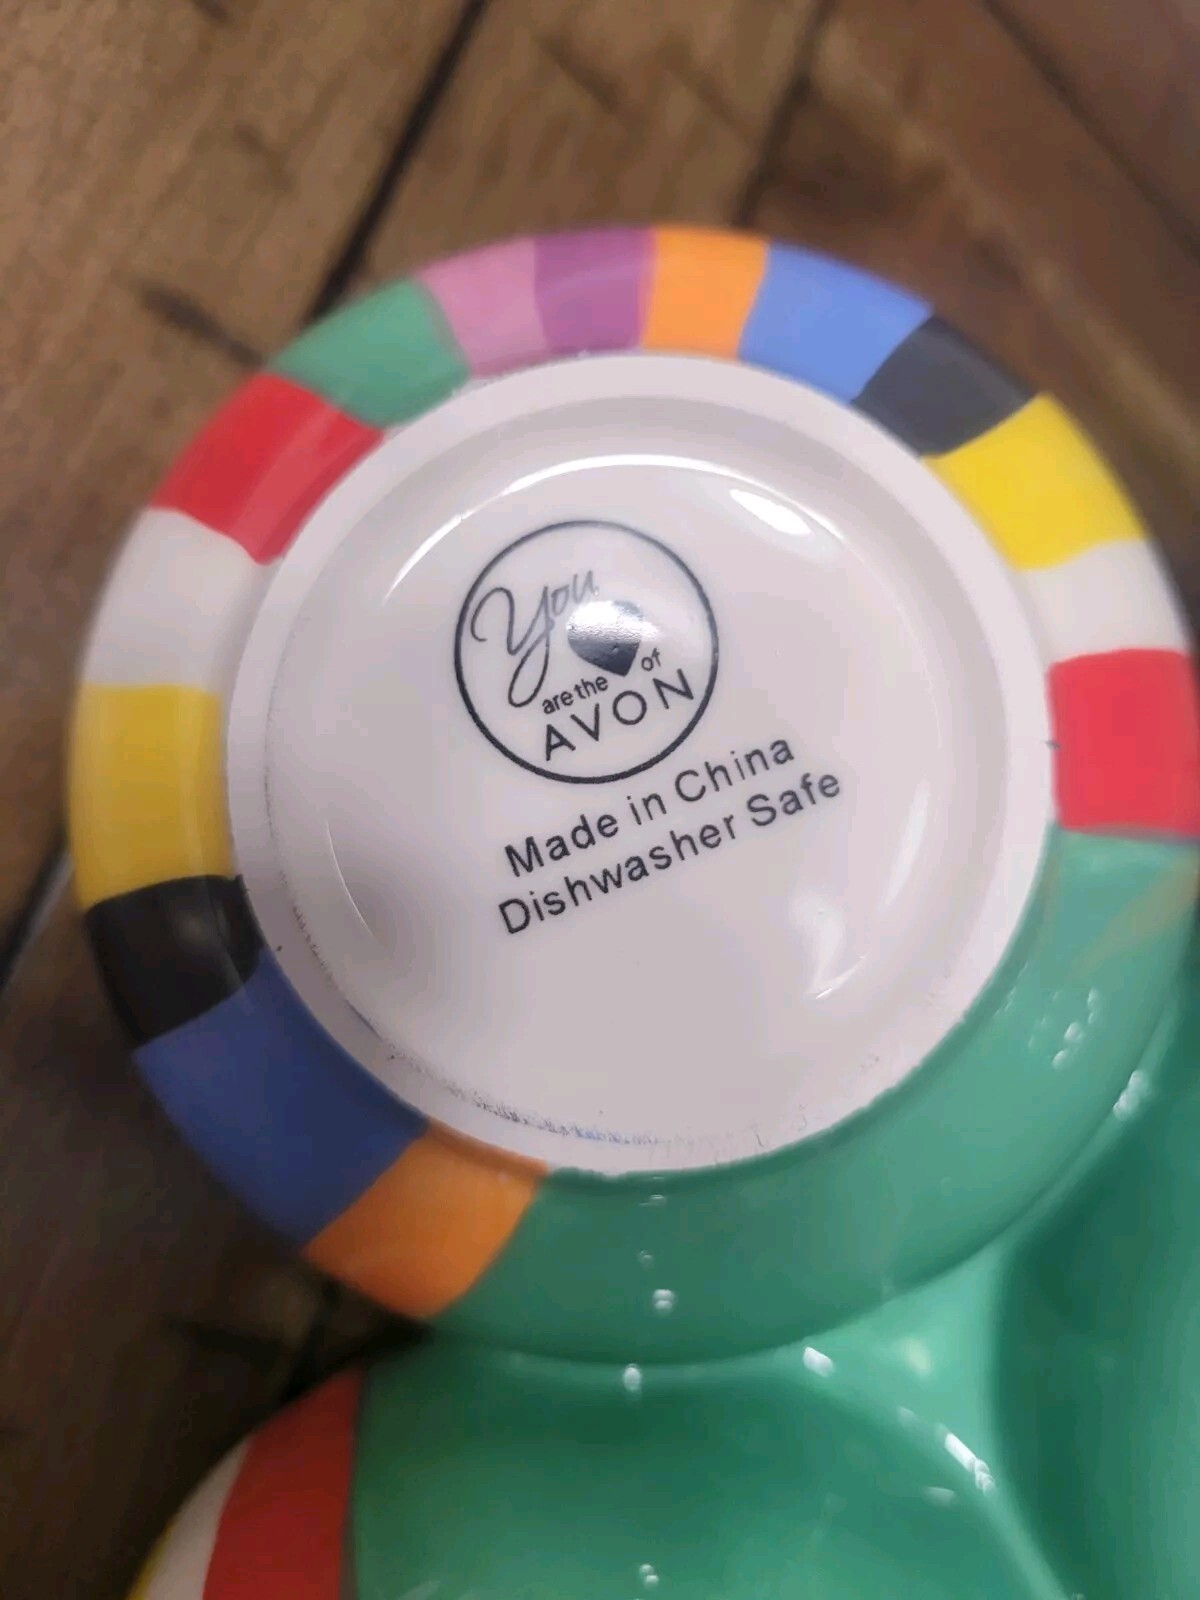 You
are the of
AVON
Made in China
Dishwasher Safe